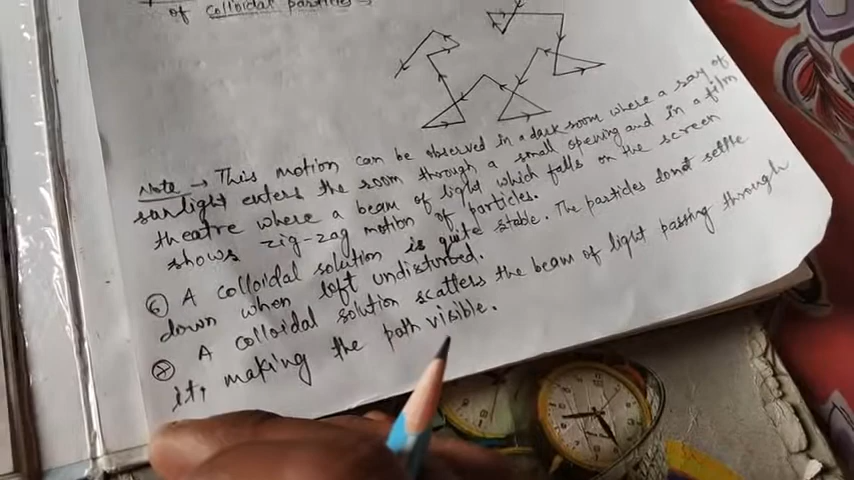 of colloidal particles
Note → This motion can be observed in a dark room where a ray of
sunlight enters the room through a small opening and in a film
theatre where a beam of light which falls on the screen
shows zig-zag motion of particles.
⑥ A colloidal solution is quite stable. The particles donot settle
down when left undisturbed.
A colloidal solution scatters the beam of light passing through
it, making the path visible.